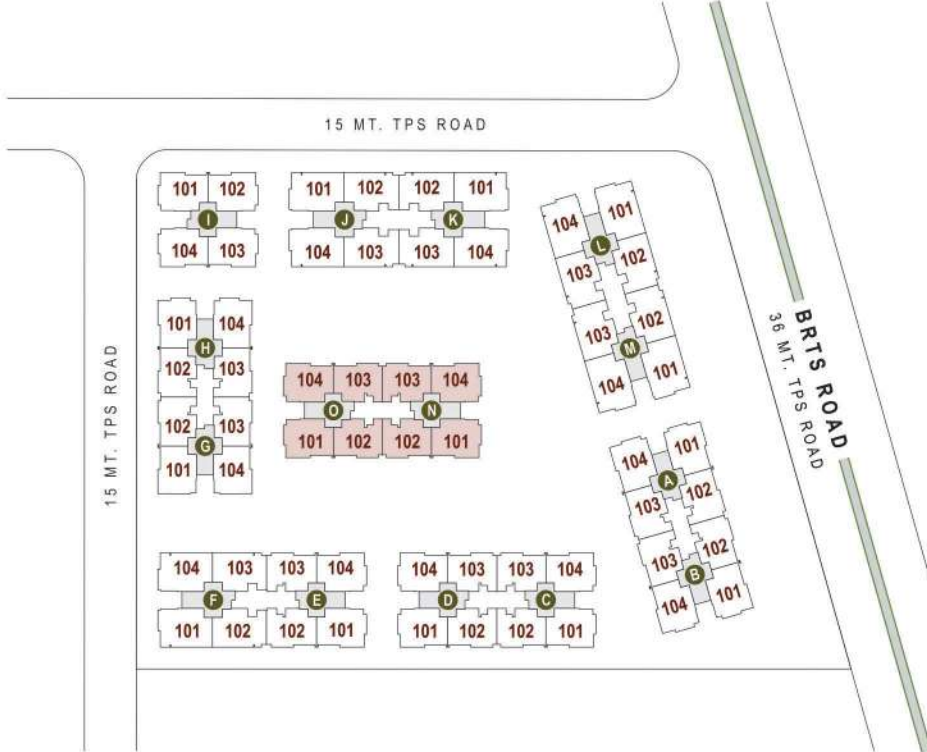 15 MT. TPS ROAD
101 102
I
104 103
101 102 102 101
J K
104 103 103 104
104 101
L
103 102
103 102
M
104 101
BRTS ROAD
36 MT. TPS ROAD
15 MT. TPS ROAD
101 104
H
102 103
102 103
G
101 104
104 103 103 104
O N
101 102 102 101
104 101
A
103 102
103 102
B
104 101
104 103 103 104
F E
101 102 102 101
104 103 103 104
D C
101 102 102 101